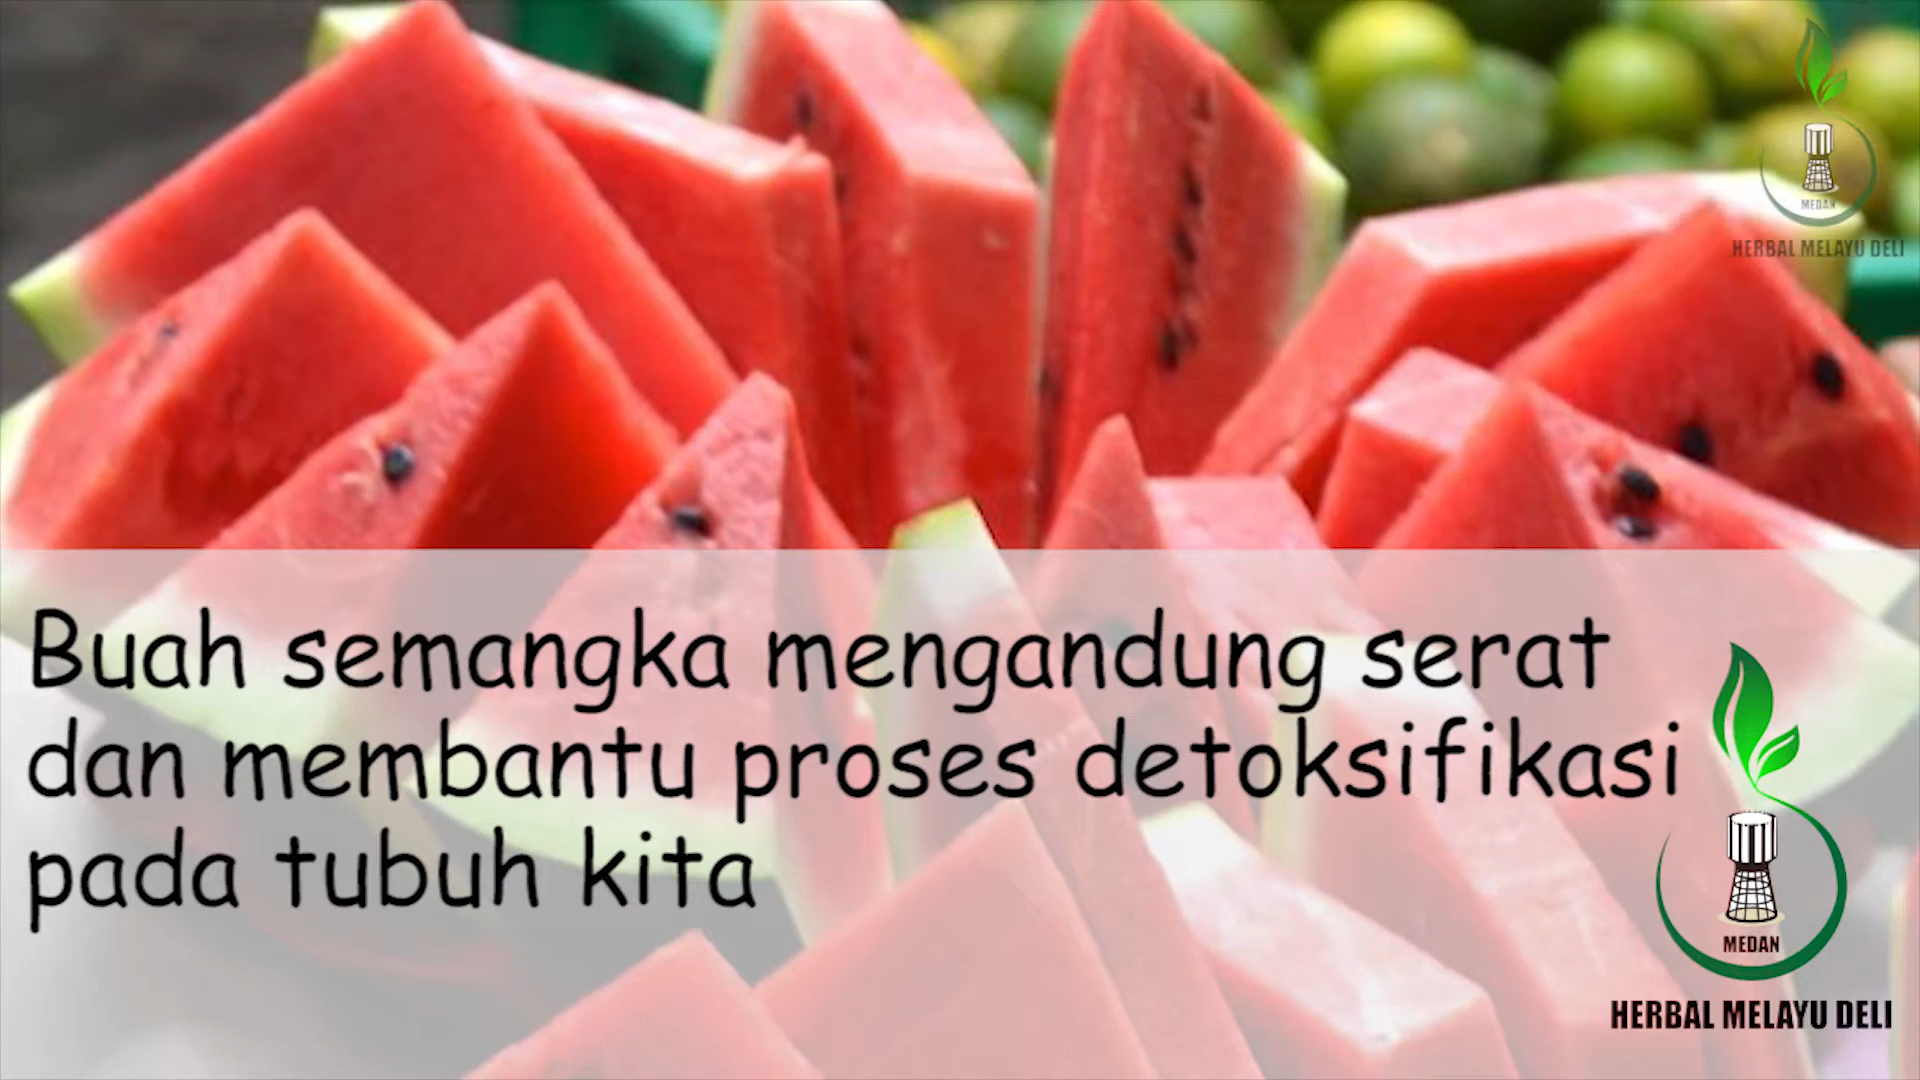 MEDAN
HERBAL MELAYU DELI
Buah semangka mengandung serat
dan membantu proses detoksifikasi
pada tubuh kita
MEDAN
HERBAL MELAYU DELI